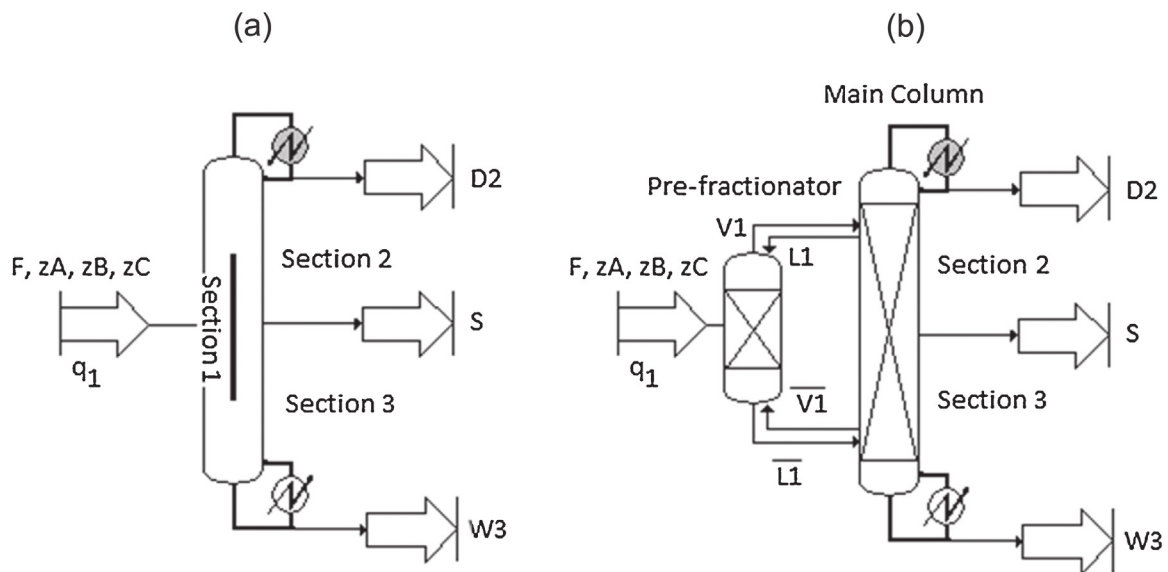 (a)
F, zA, zB, zC
q1
Section 1
Section 2
Section 3
D2
S
W3
(b)
Main Column
Pre-fractionator
V1
L1
F, zA, zB, zC
q1
V1
L1
Section 2
Section 3
D2
S
W3